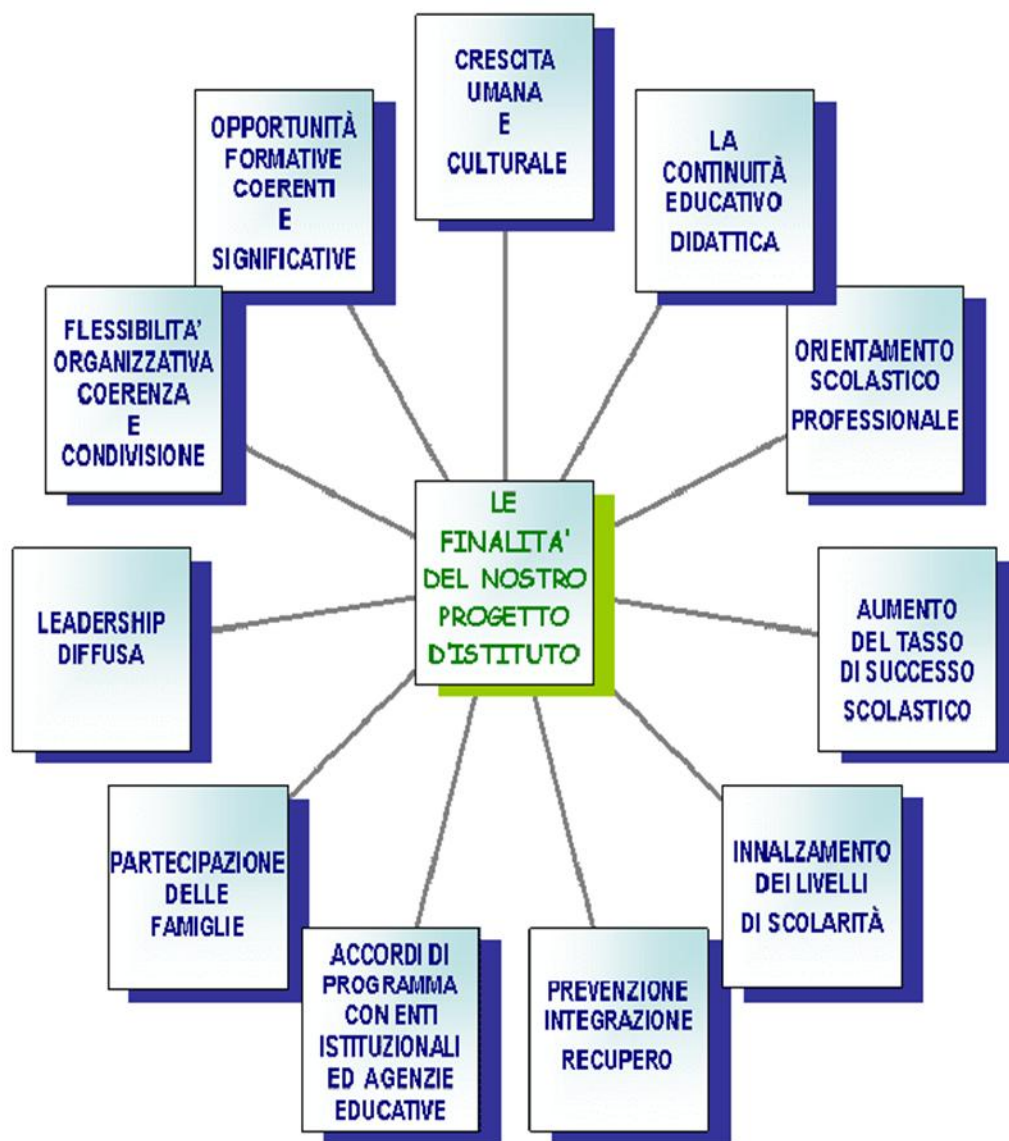 CRESCITA
UMANA
E
CULTURALE
LA
CONTINUITÀ
EDUCATIVO
DIDATTICA
ORIENTAMENTO
SCOLASTICO
PROFESSIONALE
AUMENTO
DEL TASSO
DI SUCCESSO
SCOLASTICO
INNALZAMENTO
DEI LIVELLI
DI SCOLARITÀ
PREVENZIONE
INTEGRAZIONE
RECUPERO
ACCORDI DI
PROGRAMMA
CON ENTI
ISTITUZIONALI
ED AGENZIE
EDUCATIVE
PARTECIPAZIONE
DELLE
FAMIGLIE
LEADERSHIP
DIFFUSA
FLESSIBILITA'
ORGANIZZATIVA
COERENZA
E
CONDIVISIONE
OPPORTUNITÀ
FORMATIVE
COERENTI
E
SIGNIFICATIVE
LE
FINALITA'
DEL NOSTRO
PROGETTO
D'ISTITUTO